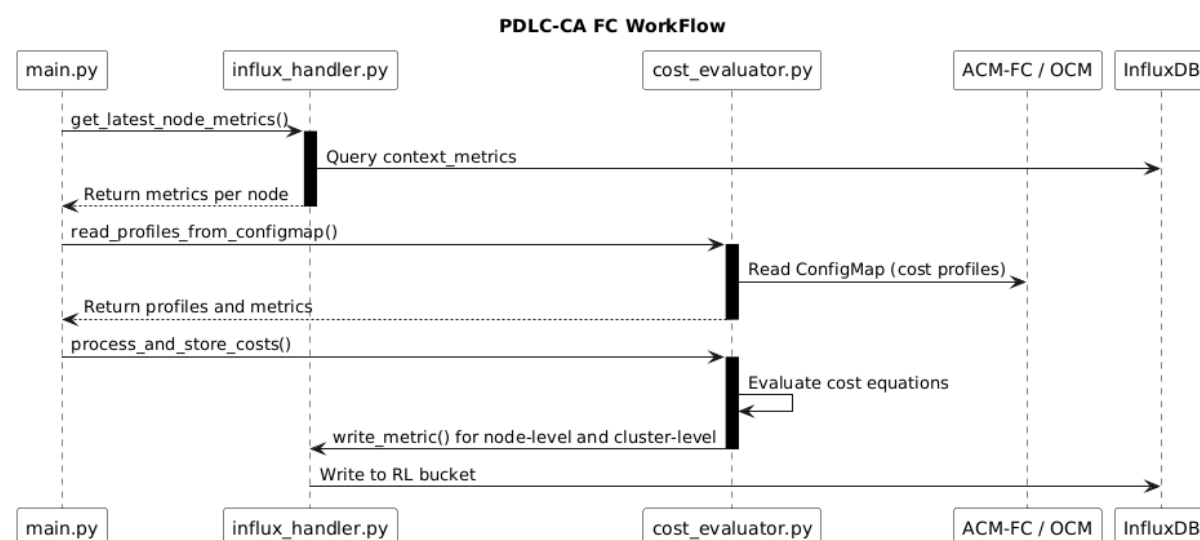 PDLC-CA FC WorkFlow
main.py
influx_handler.py
cost_evaluator.py
ACM-FC / OCM
InfluxDB
get_latest_node_metrics()
Query context_metrics
Return metrics per node
read_profiles_from_configmap()
Read ConfigMap (cost profiles)
Return profiles and metrics
process_and_store_costs()
Evaluate cost equations
write_metric() for node-level and cluster-level
Write to RL bucket
main.py
influx_handler.py
cost_evaluator.py
ACM-FC / OCM
InfluxDB